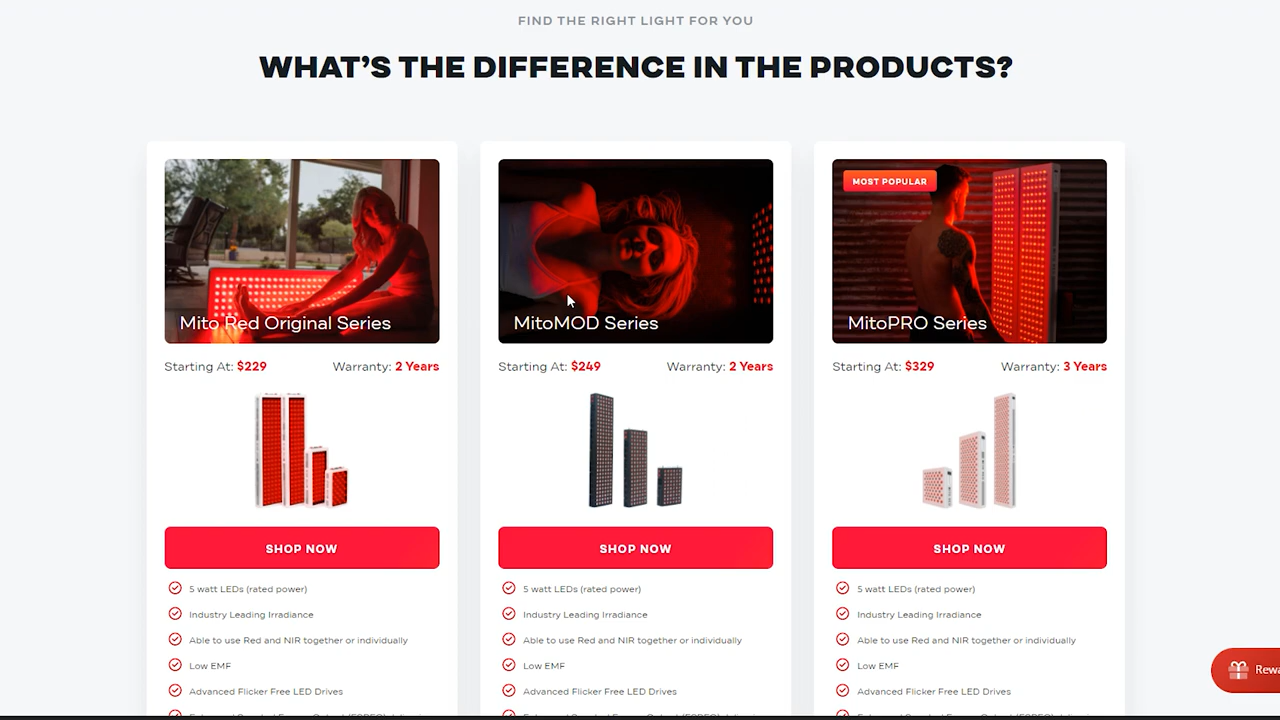 FIND THE RIGHT LIGHT FOR YOU
WHAT'S THE DIFFERENCE IN THE PRODUCTS?
Mito Red Original Series
Starting At: $229 Warranty: 2 Years
SHOP NOW
5 watt LEDs (rated power)
Industry Leading Irradiance
Able to use Red and NIR together or individually
Low EMF
Advanced Flicker Free LED Drives
MitoMOD Series
Starting At: $249 Warranty: 2 Years
SHOP NOW
5 watt LEDs (rated power)
Industry Leading Irradiance
Able to use Red and NIR together or individually
Low EMF
Advanced Flicker Free LED Drives
MOST POPULAR
MitoPRO Series
Starting At: $329 Warranty: 3 Years
SHOP NOW
5 watt LEDs (rated power)
Industry Leading Irradiance
Able to use Red and NIR together or individually
Low EMF
Advanced Flicker Free LED Drives
Rewa